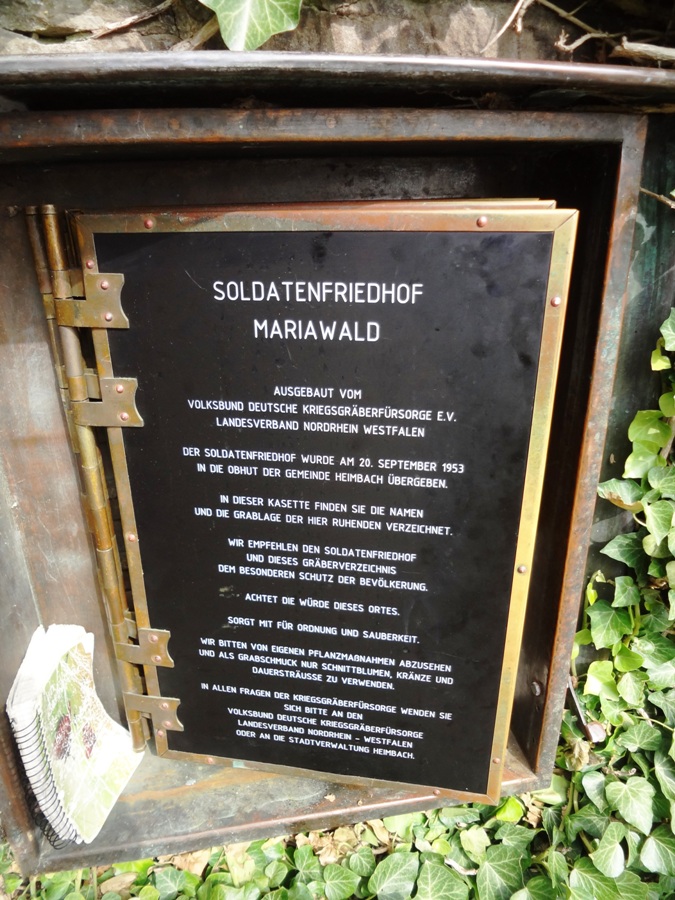 SOLDATENFRIEDHOF
MARIAWALD
AUSGEBAUT VOM
VOLKSBUND DEUTSCHE KRIEGSGRÄBERFÜRSORGE E.V.
LANDESVERBAND NORDRHEIN WESTFALEN
DER SOLDATENFRIEDHOF WURDE AM 20. SEPTEMBER 1953
IN DIE OBHUT DER GEMEINDE HEIMBACH ÜBERGEBEN.
IN DIESER KASETTE FINDEN SIE DIE NAMEN
UND DIE GRABLAGE DER HIER RUHENDEN VERZEICHNET.
WIR EMPFEHLEN DEN SOLDATENFRIEDHOF
UND DIESES GRÄBERVERZEICHNIS
DEM BESONDEREN SCHUTZ DER BEVÖLKERUNG.
ACHTET DIE WÜRDE DIESES ORTES.
SORGT MIT FÜR ORDNUNG UND SAUBERKEIT.
WIR BITTEN VON EIGENEN PFLANZMAßNAHMEN ABZUSEHEN
UND ALS GRABSCHMUCK NUR SCHNITTBLUMEN, KRÄNZE UND
DAUERSTRÄUSSE ZU VERWENDEN.
IN ALLEN FRAGEN DER KRIEGSGRÄBERFÜRSORGE WENDEN SIE
SICH BITTE AN DEN
VOLKSBUND DEUTSCHE KRIEGSGRÄBERFÜRSORGE
LANDESVERBAND NORDRHEIN - WESTFALEN
ODER AN DIE STADTVERWALTUNG HEIMBACH.